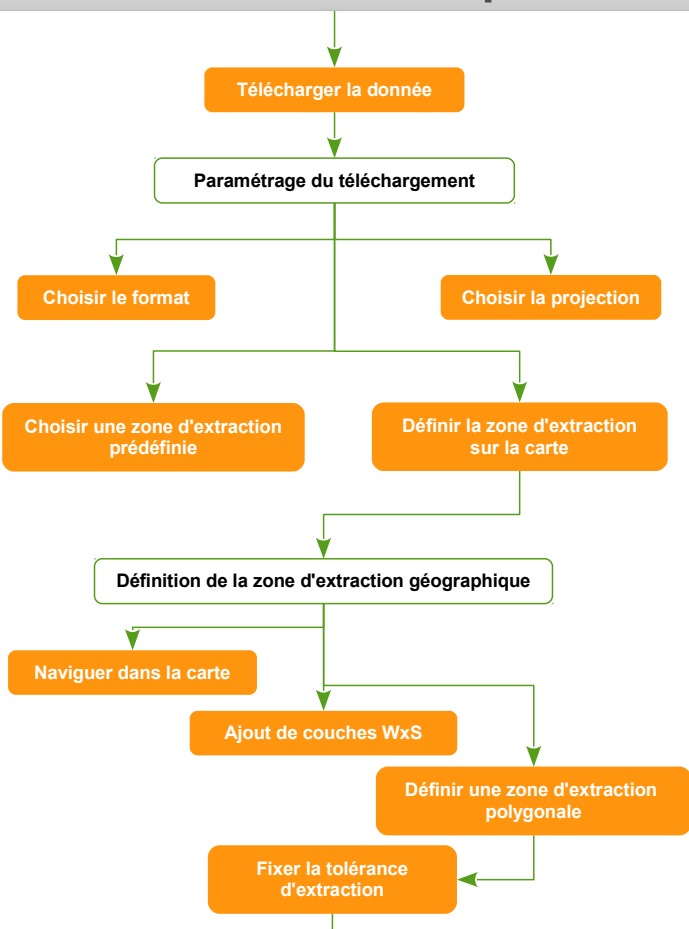 Télécharger la donnée
Paramétrage du téléchargement
Choisir le format
Choisir la projection
Choisir une zone d'extraction
prédéfinie
Définir la zone d'extraction
sur la carte
Définition de la zone d'extraction géographique
Naviguer dans la carte
Ajout de couches WxS
Définir une zone d'extraction
polygonale
Fixer la tolérance
d'extraction